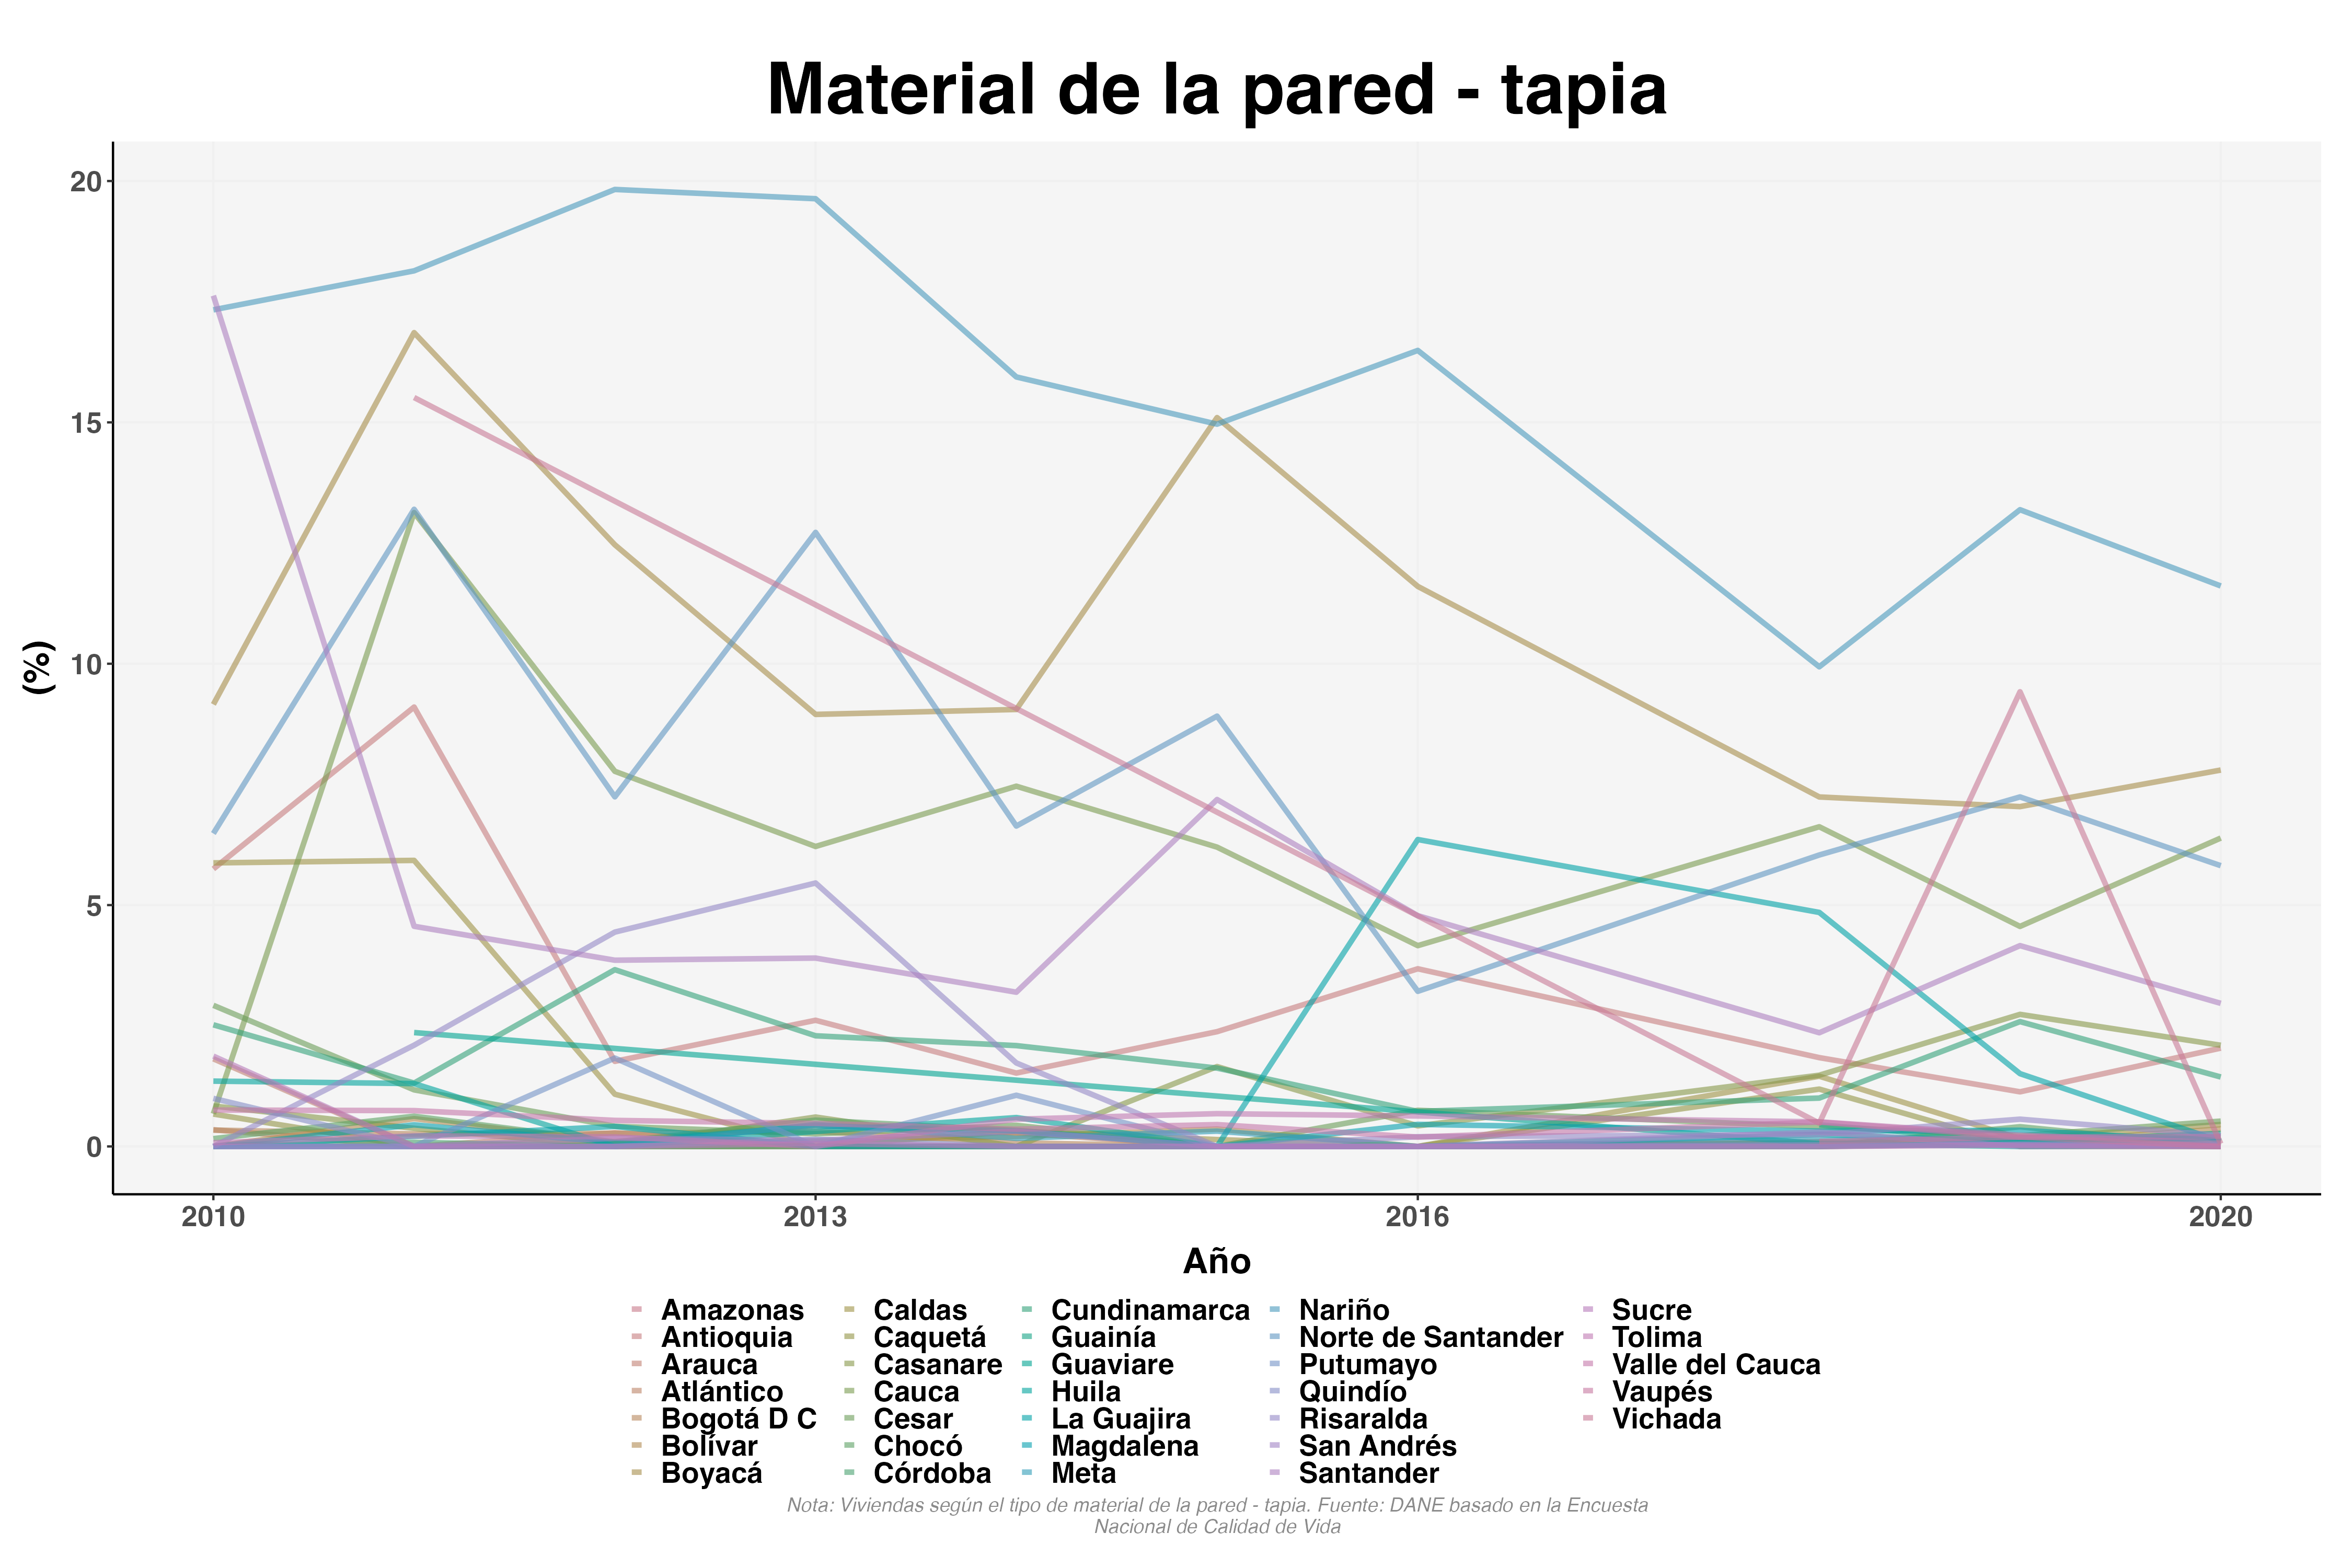 Material de la pared - tapia
20
15
10
5
0
(%)
2010 2013 2016 2020
Año
Amazonas Caldas Cundinamarca Nariño Sucre
Antioquia Caquetá Guainía Norte de Santander Tolima
Arauca Casanare Guaviare Putumayo Valle del Cauca
Atlántico Cauca Huila Quindío Vaupés
Bogotá D C Cesar La Guajira Risaralda Vichada
Bolívar Chocó Magdalena San Andrés
Boyacá Córdoba Meta Santander
Nota: Viviendas según el tipo de material de la pared - tapia. Fuente: DANE basado en la Encuesta
Nacional de Calidad de Vida